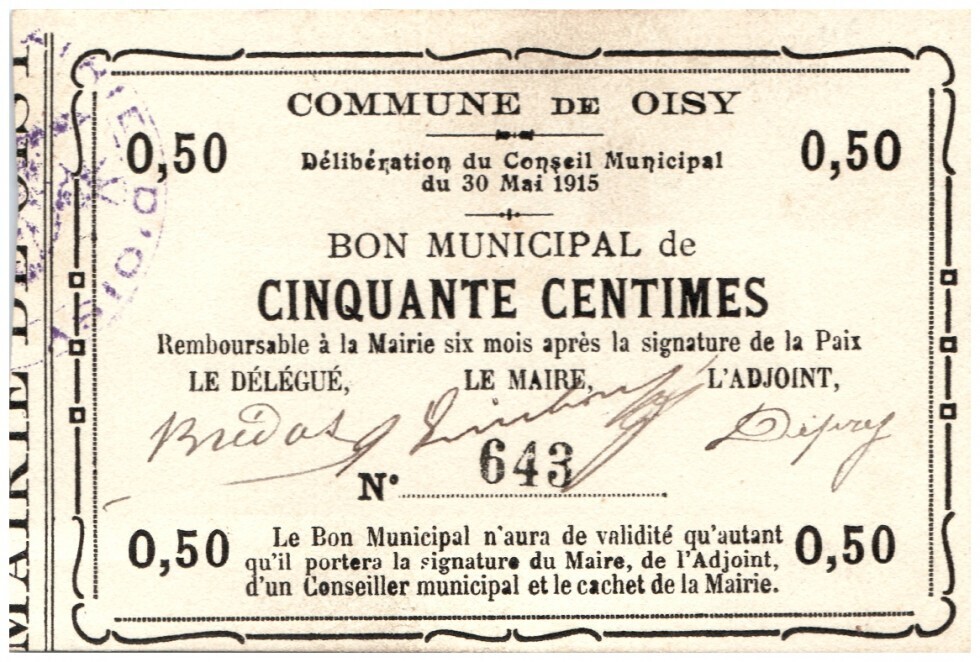 COMMUNE DE OISY
0,50
0,50
Délibération du Conseil Municipal
du 30 Mai 1915
BON MUNICIPAL de
CINQUANTE CENTIMES
Remboursable à la Mairie six mois après la signature de la Paix
LE DÉLÉGUÉ, LE MAIRE, L'ADJOINT,
N° 643
0,50
Le Bon Municipal n'aura de validité qu'autant
qu'il portera la signature du Maire, de l'Adjoint,
d'un Conseiller municipal et le cachet de la Mairie.
0,50
MAIRIE DE OISY
D'OISY